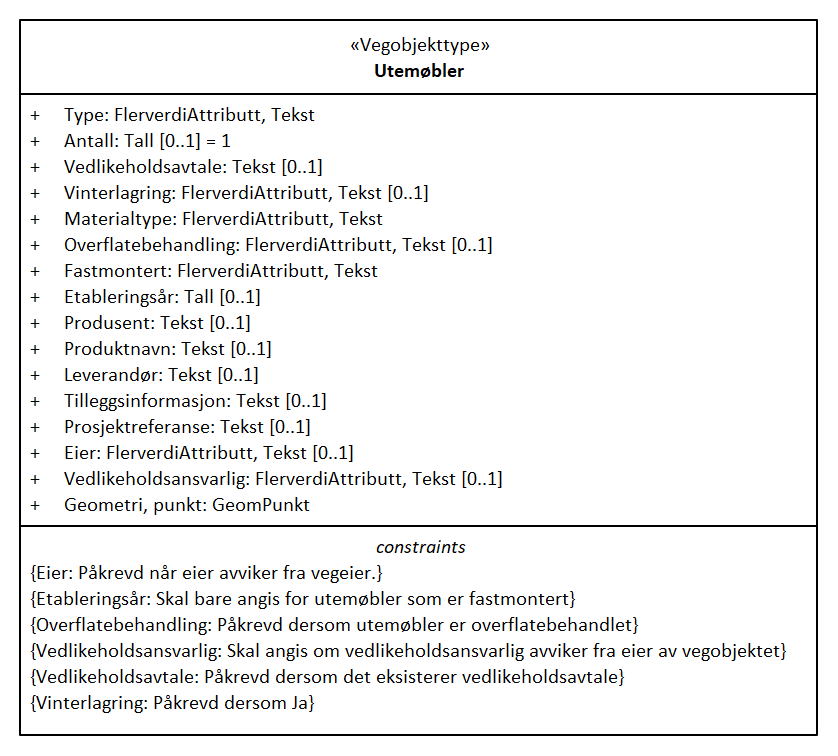 «Vegobjekttype»
Utemøbler
+ Type: FlerverdiAttributt, Tekst
+ Antall: Tall [0..1] = 1
+ Vedlikeholdsavtale: Tekst [0..1]
+ Vinterlagring: FlerverdiAttributt, Tekst [0..1]
+ Materialtype: FlerverdiAttributt, Tekst
+ Overflatebehandling: FlerverdiAttributt, Tekst [0..1]
+ Fastmontert: FlerverdiAttributt, Tekst
+ Etableringsår: Tall [0..1]
+ Produsent: Tekst [0..1]
+ Produktnavn: Tekst [0..1]
+ Leverandør: Tekst [0..1]
+ Tilleggsinformasjon: Tekst [0..1]
+ Prosjektreferanse: Tekst [0..1]
+ Eier: FlerverdiAttributt, Tekst [0..1]
+ Vedlikeholdsansvarlig: FlerverdiAttributt, Tekst [0..1]
+ Geometri, punkt: GeomPunkt
constraints
{Eier: Påkrevd når eier avviker fra vegeier.}
{Etableringsår: Skal bare angis for utemøbler som er fastmontert}
{Overflatebehandling: Påkrevd dersom utemøbler er overflatebehandlet}
{Vedlikeholdsansvarlig: Skal angis om vedlikeholdsansvarlig avviker fra eier av vegobjektet}
{Vedlikeholdsavtale: Påkrevd dersom det eksisterer vedlikeholdsavtale}
{Vinterlagring: Påkrevd dersom Ja}